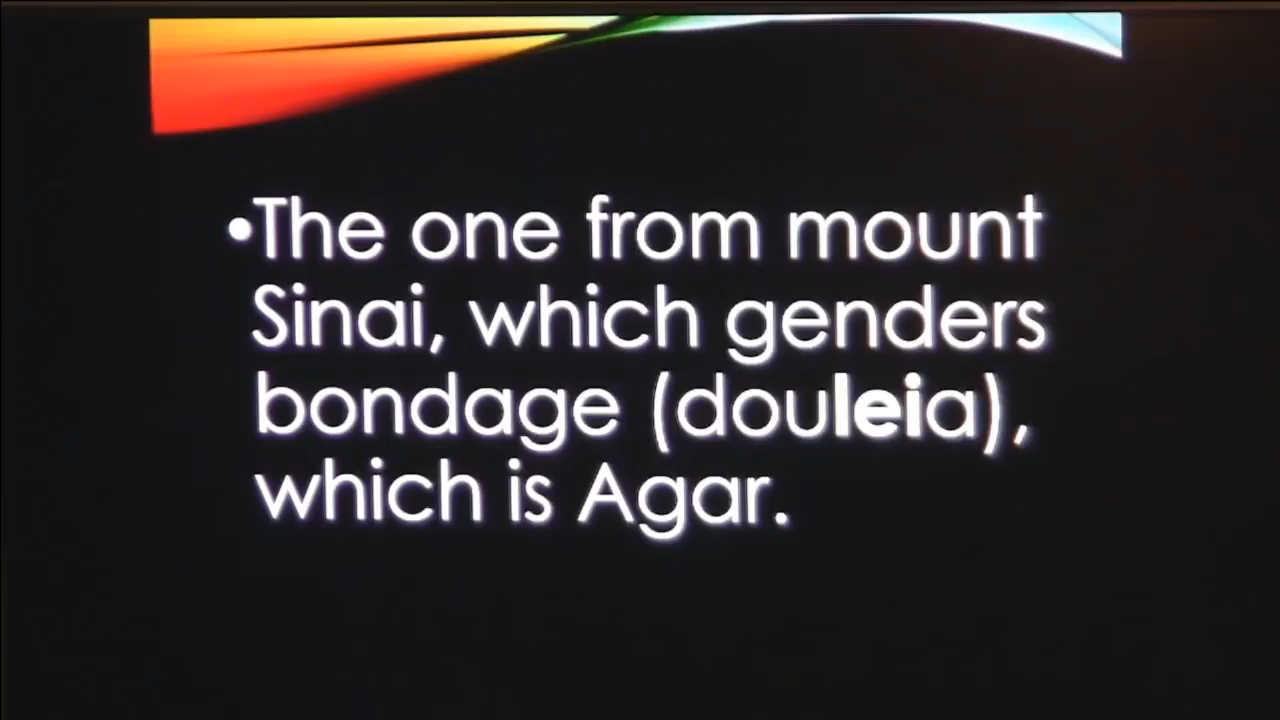 •The one from mount
Sinai, which genders
bondage (douleia),
which is Agar.